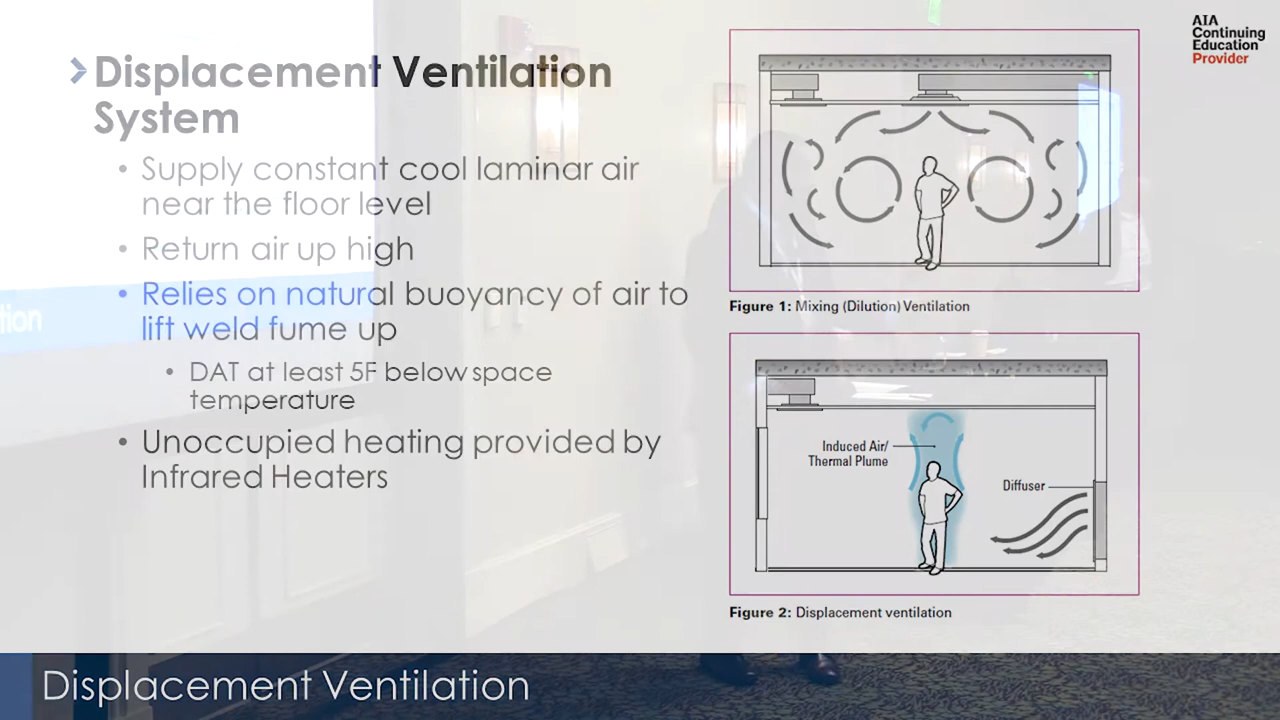 Displacement Ventilation
System
• Supply constant cool laminar air
near the floor level
• Return air up high
• Relies on natural buoyancy of air to
lift weld fume up
• DAT at least 5F below space
temperature
• Unoccupied heating provided by
Infrared Heaters
tion
Figure 1: Mixing (Dilution) Ventilation
Induced Air/
Thermal Plume
Diffuser
Figure 2: Displacement ventilation
AIA
Continuing
Education
Provider
Displacement Ventilation